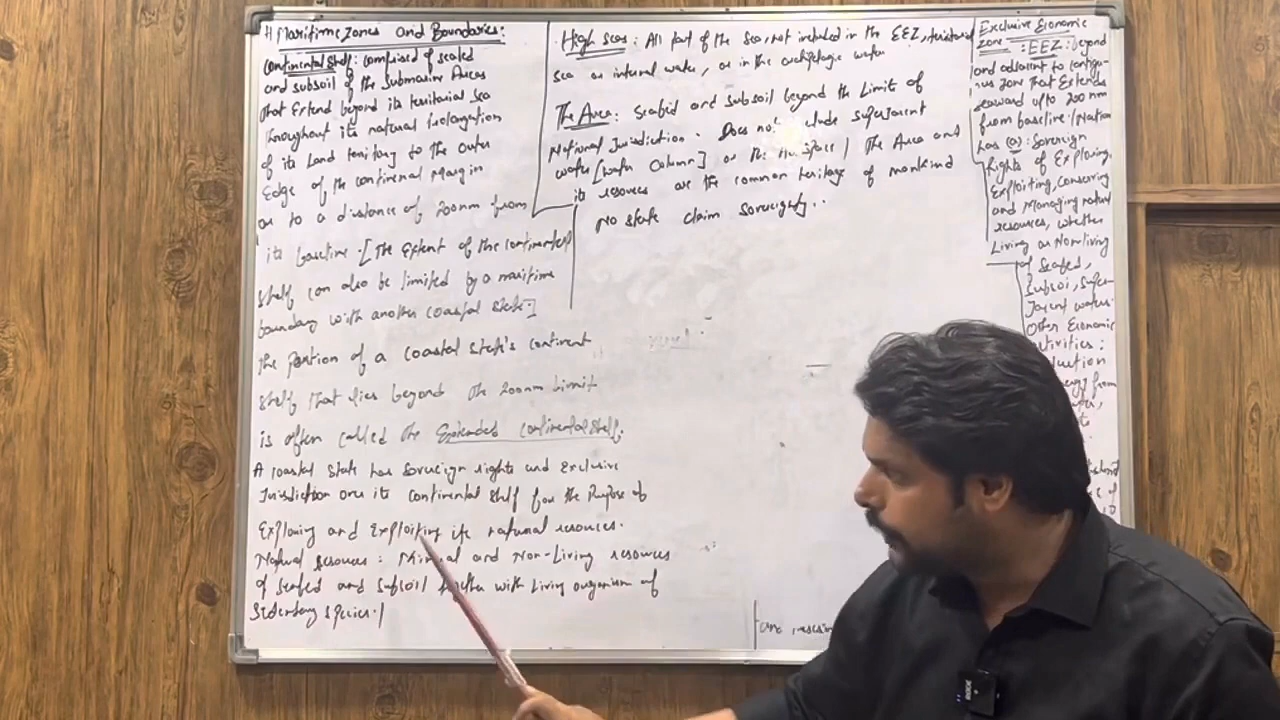 # Maritime, Zones and Boundaries:
Continental Shelf: comprised of seabed
and subsoil of the Submarine Areas
that Extend beyond its territorial Sea
throughout its natural Prolongation
of its Land territory to the outer
Edge of the continental Margin
or to a distance of 200nm from
its baseline. [The Extent of the continental
shelf can also be limited by a maritime
boundary with another coastal state.]
The portion of a coastal state's continent
shelf that lies beyond the 200nm limit
is often called the Extended Continental shelf.
A coastal state has sovereign rights and Exclusive
Jurisdiction over its continental shelf for the Purpose of
Exploring and Exploiting its natural resources.
Natural Resources: Mineral and Non-Living resources
of seabed and subsoil together with Living organism of
Sedentary species.
High Seas: All part of the Sea, not included in the EEZ, territorial
sea or internal water, or in the archipelagic water
The Area: Seabed and subsoil beyond the Limit of
National Jurisdiction. Does not include superjacent
water [water Column] or the Air space / The Area and
its resources are the common heritage of mankind
No state claim sovereignty..
Exclusive Economic
Zone :EEZ: beyond
and adjacent to contigu-
ous zone that Extends
seaward upto 200nm
from baseline / Nation
has (a): Sovereign
Rights of Exploring,
Exploiting, Conserving
and Managing natural
resources, whether
Living or Nonliving
of Seabed,
Subsoi, Super-
Jacent waters.
Other Economic
from
of